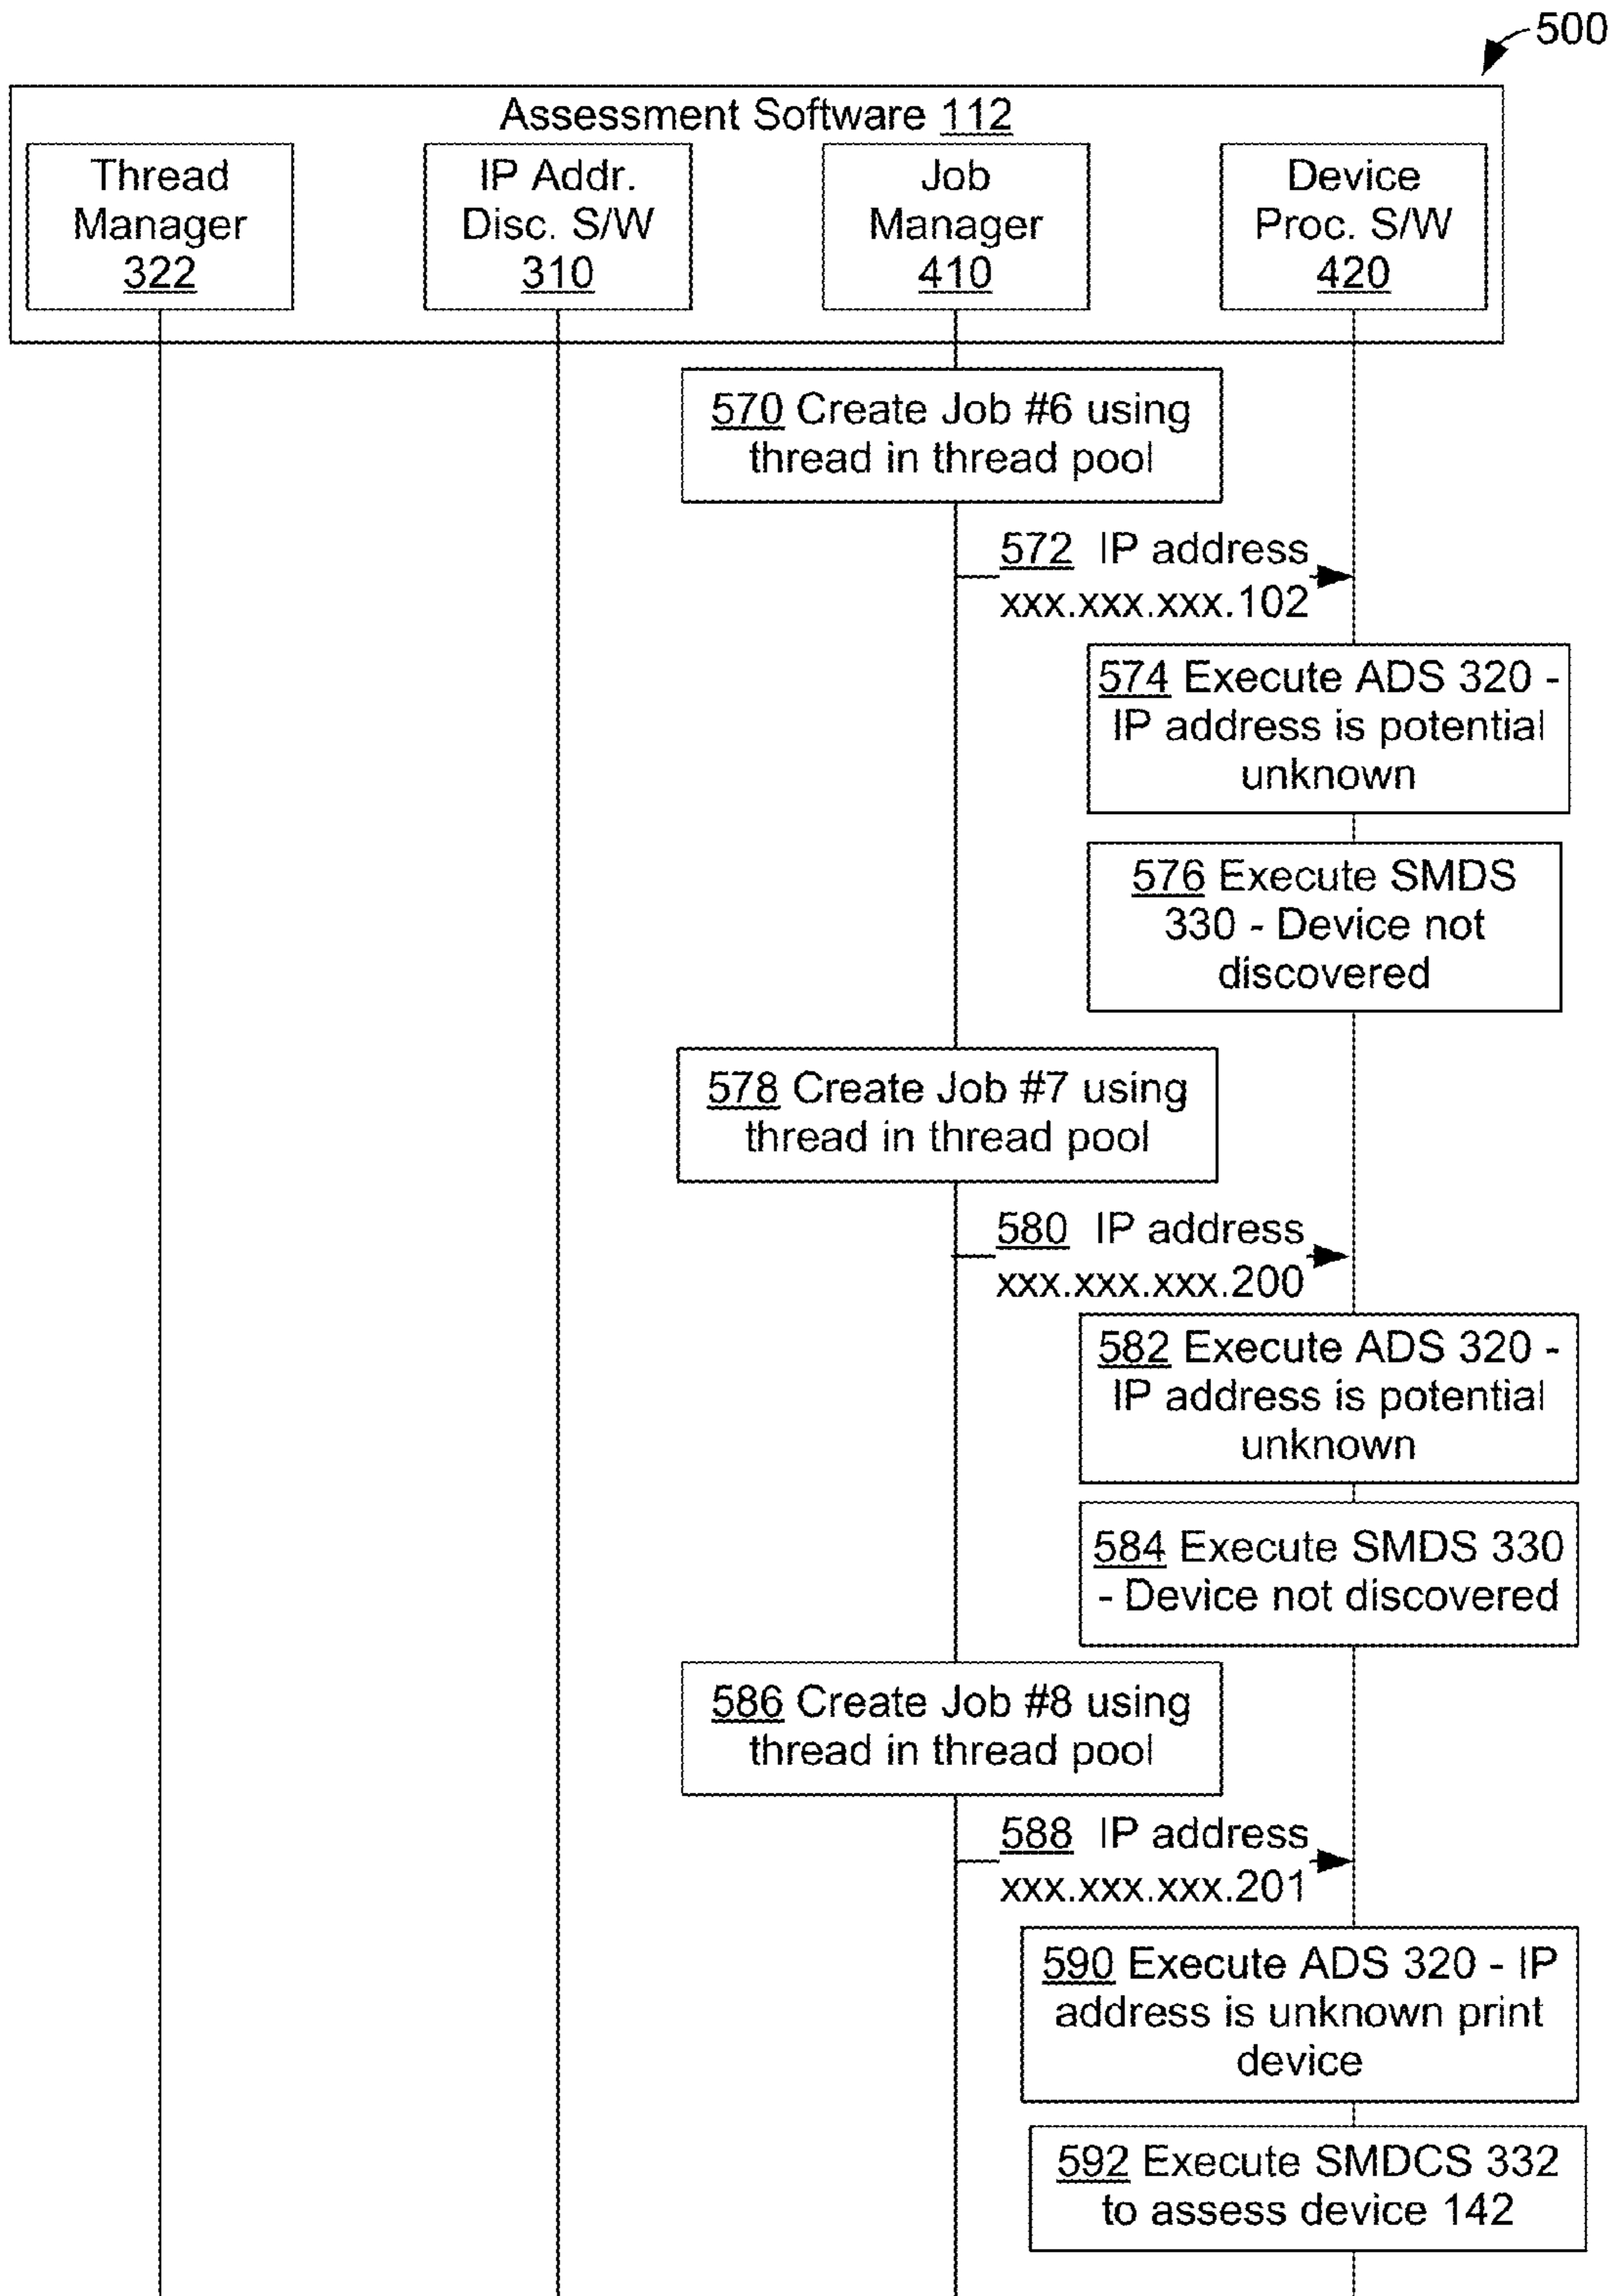 500
Assessment Software 112
Thread
Manager
322
IP Addr.
Disc. S/W
310
Job
Manager
410
Device
Proc. S/W
420
570 Create Job #6 using
thread in thread pool
572 IP address
xxx.xxx.xxx.102
574 Execute ADS 320 -
IP address is potential
unknown
576 Execute SMDS
330 - Device not
discovered
578 Create Job #7 using
thread in thread pool
580 IP address
xxx.xxx.xxx.200
582 Execute ADS 320 -
IP address is potential
unknown
584 Execute SMDS 330
- Device not discovered
586 Create Job #8 using
thread in thread pool
588 IP address
xxx.xxx.xxx.201
590 Execute ADS 320 - IP
address is unknown print
device
592 Execute SMDCS 332
to assess device 142